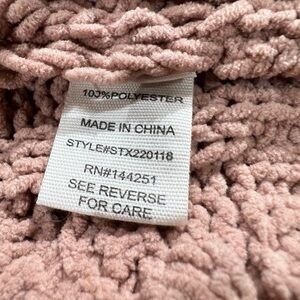 100%POLYESTER
MADE IN CHINA
STYLE#STX220118
RN#144251
SEE REVERSE
FOR CARE